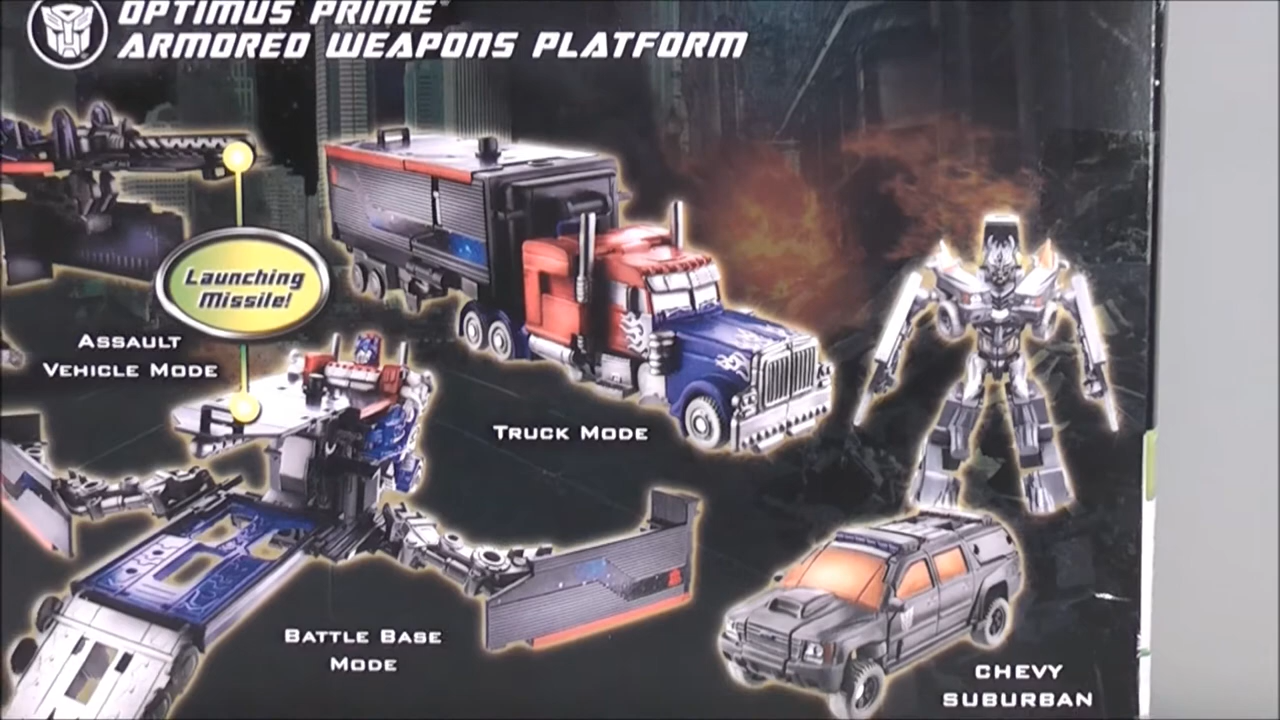 OPTIMUS PRIME
ARMORED WEAPONS PLATFORM
Launching
Missile!
ASSAULT
VEHICLE MODE
TRUCK MODE
BATTLE BASE
MODE
CHEVY
SUBURBAN